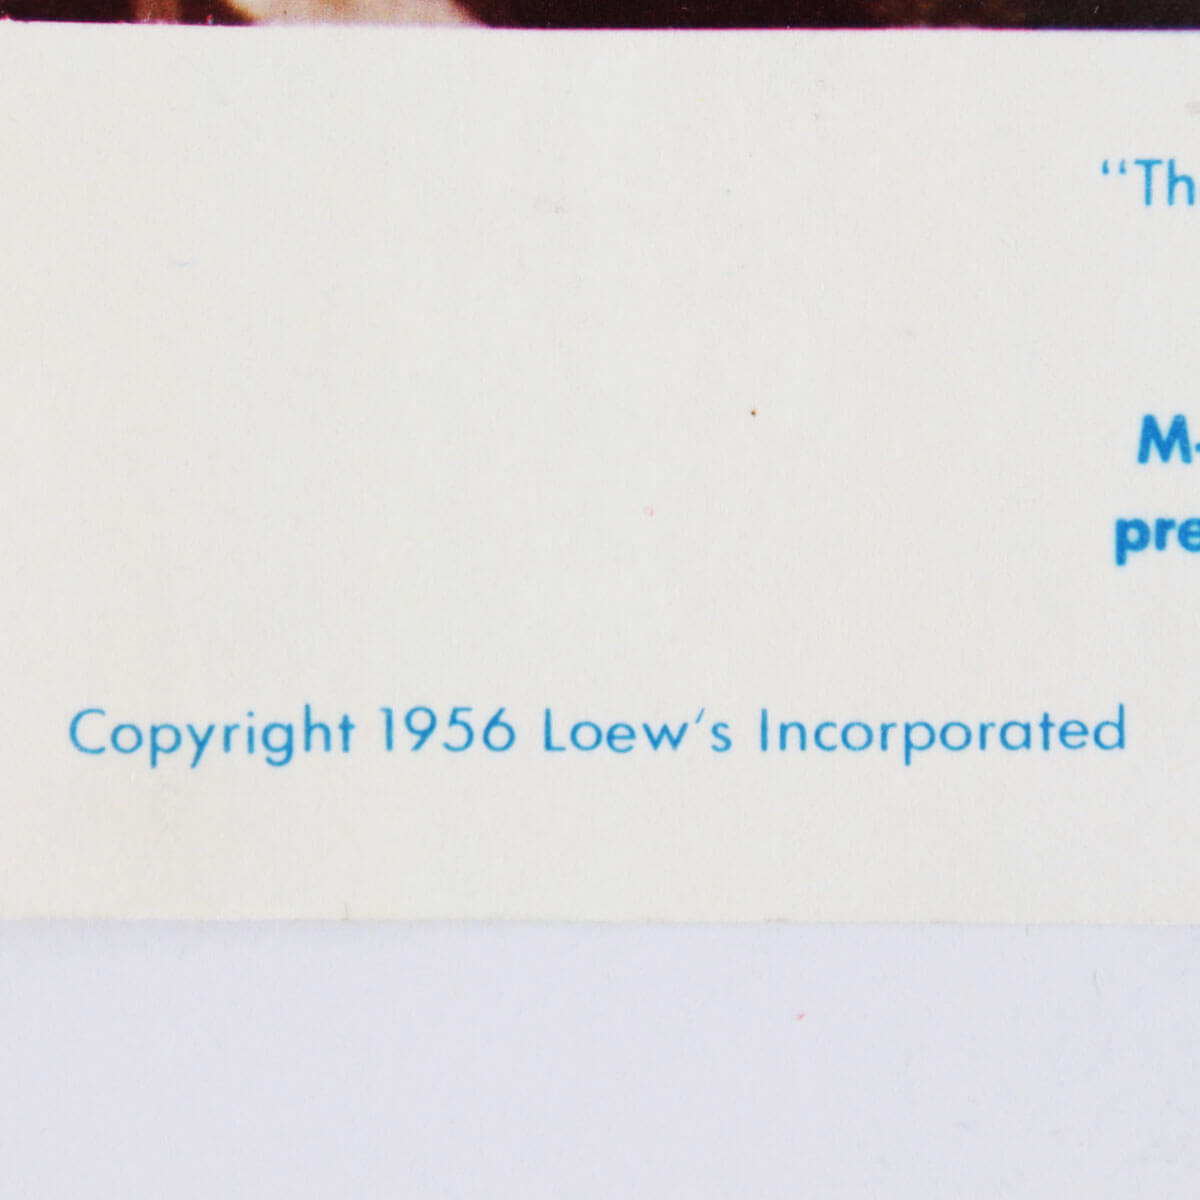 “Th
M-
pre
Copyright 1956 Loew's Incorporated